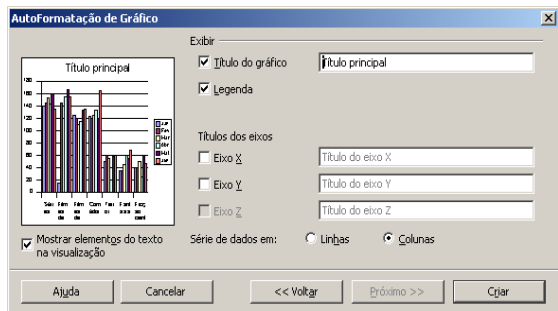 AutoFormatação de Gráfico
Exibir
Título do gráfico
Título principal
Legenda
Títulos dos eixos
Eixo X
Título do eixo X
Eixo Y
Título do eixo Y
Eixo Z
Título do eixo Z
Série de dados em:
Linhas
Colunas
Título principal
Mostrar elementos do texto
na visualização
Ajuda
Cancelar
<< Voltar
Próximo >>
Criar